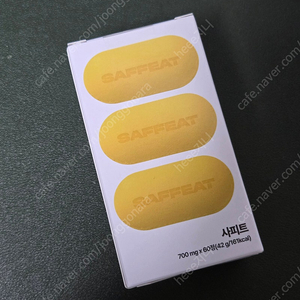 SAFFEAT
SAFFEAT
SAFFEAT
사피트
700 mg x 60정(42 g/161kcal)